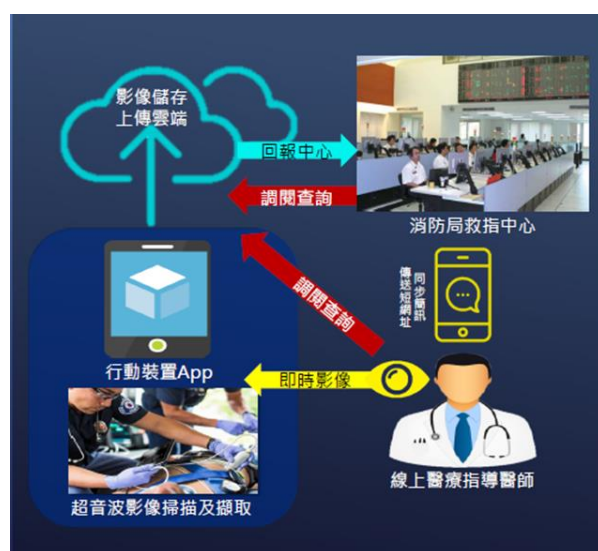 影像儲存
上傳雲端
回報中心
調閱查詢
消防局救指中心
調閱查詢
同步簡訊
傳送短網址
行動裝置App
即時影像
超音波影像掃描及擷取
線上醫療指導醫師